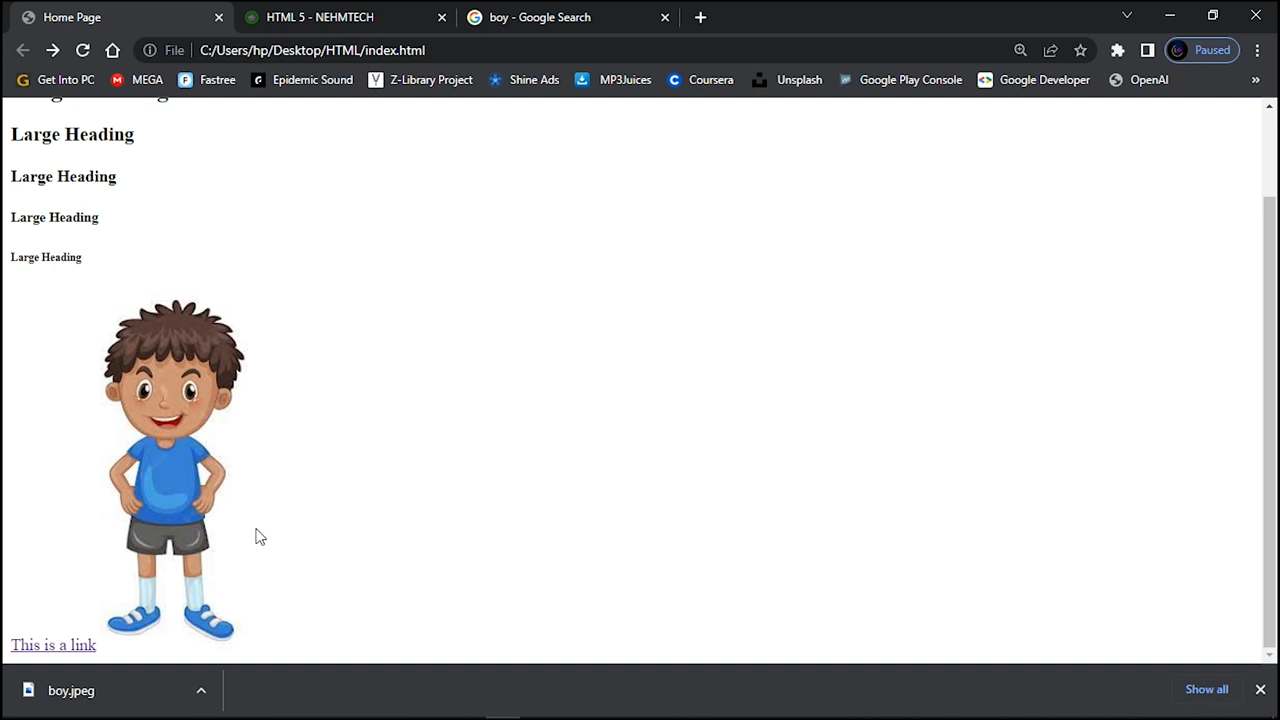 Home Page
HTML 5 - NEHMTECH
boy - Google Search
File
C:/Users/hp/Desktop/HTML/index.html
Paused
Get Into PC
MEGA
Fastree
Epidemic Sound
Z-Library Project
Shine Ads
MP3Juices
Coursera
Unsplash
Google Play Console
Google Developer
OpenAI
Large Heading
Large Heading
Large Heading
Large Heading
This is a link
boy.jpeg
Show all